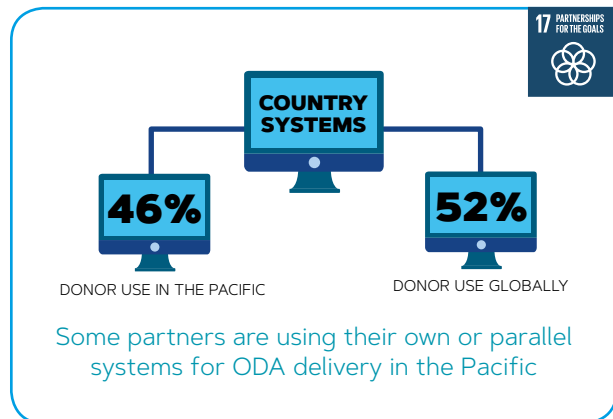 17 PARTNERSHIPS
FOR THE GOALS
COUNTRY
SYSTEMS
46%
52%
DONOR USE IN THE PACIFIC
DONOR USE GLOBALLY
Some partners are using their own or parallel
systems for ODA delivery in the Pacific